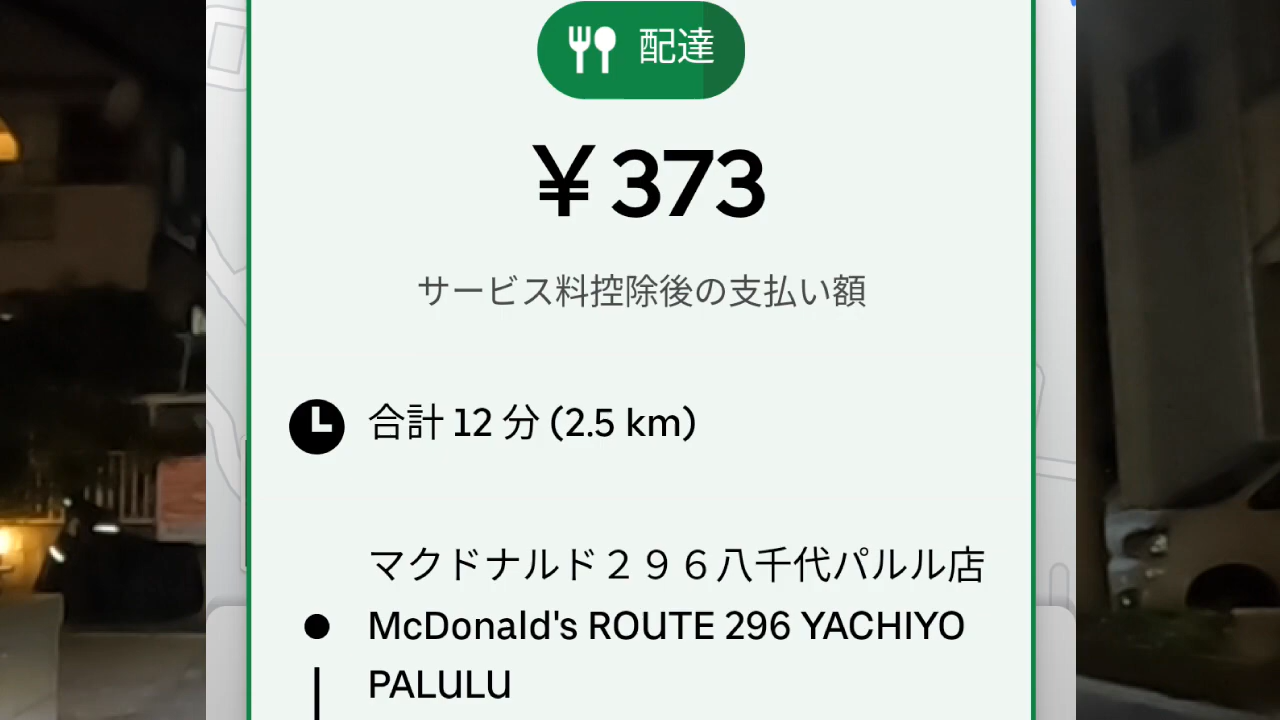 配達
￥373
サービス料控除後の支払い額
合計 12 分 (2.5 km)
マクドナルド２９６八千代パルル店
McDonald's ROUTE 296 YACHIYO
PALULU